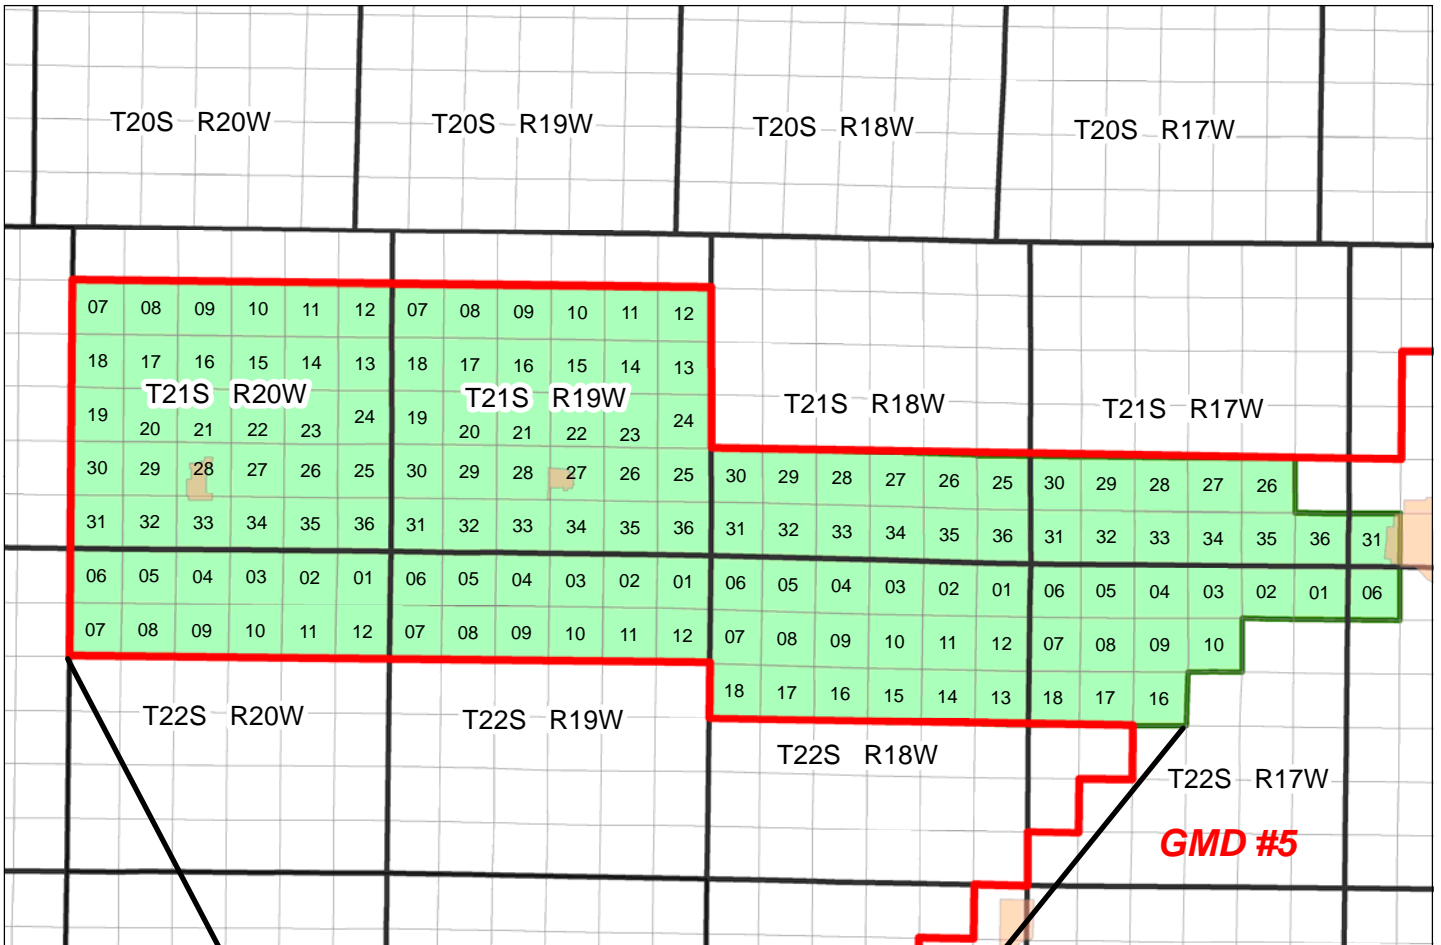 T20S R20W T20S R19W T20S R18W T20S R17W
07 08 09 10 11 12 07 08 09 10 11 12
18 17 16 15 14 13 18 17 16 15 14 13
T21S R20W T21S R19W T21S R18W T21S R17W
19 20 21 22 23 24 19 20 21 22 23 24
30 29 28 27 26 25 30 29 28 27 26 25 30 29 28 27 26 25 30 29 28 27 26
31 32 33 34 35 36 31 32 33 34 35 36 31 32 33 34 35 36 31 32 33 34 35 36 31
06 05 04 03 02 01 06 05 04 03 02 01 06 05 04 03 02 01 06 05 04 03 02 01 06
07 08 09 10 11 12 07 08 09 10 11 12 07 08 09 10 11 12 07 08 09 10
18 17 16 15 14 13 18 17 16
T22S R20W T22S R19W T22S R18W T22S R17W
GMD #5